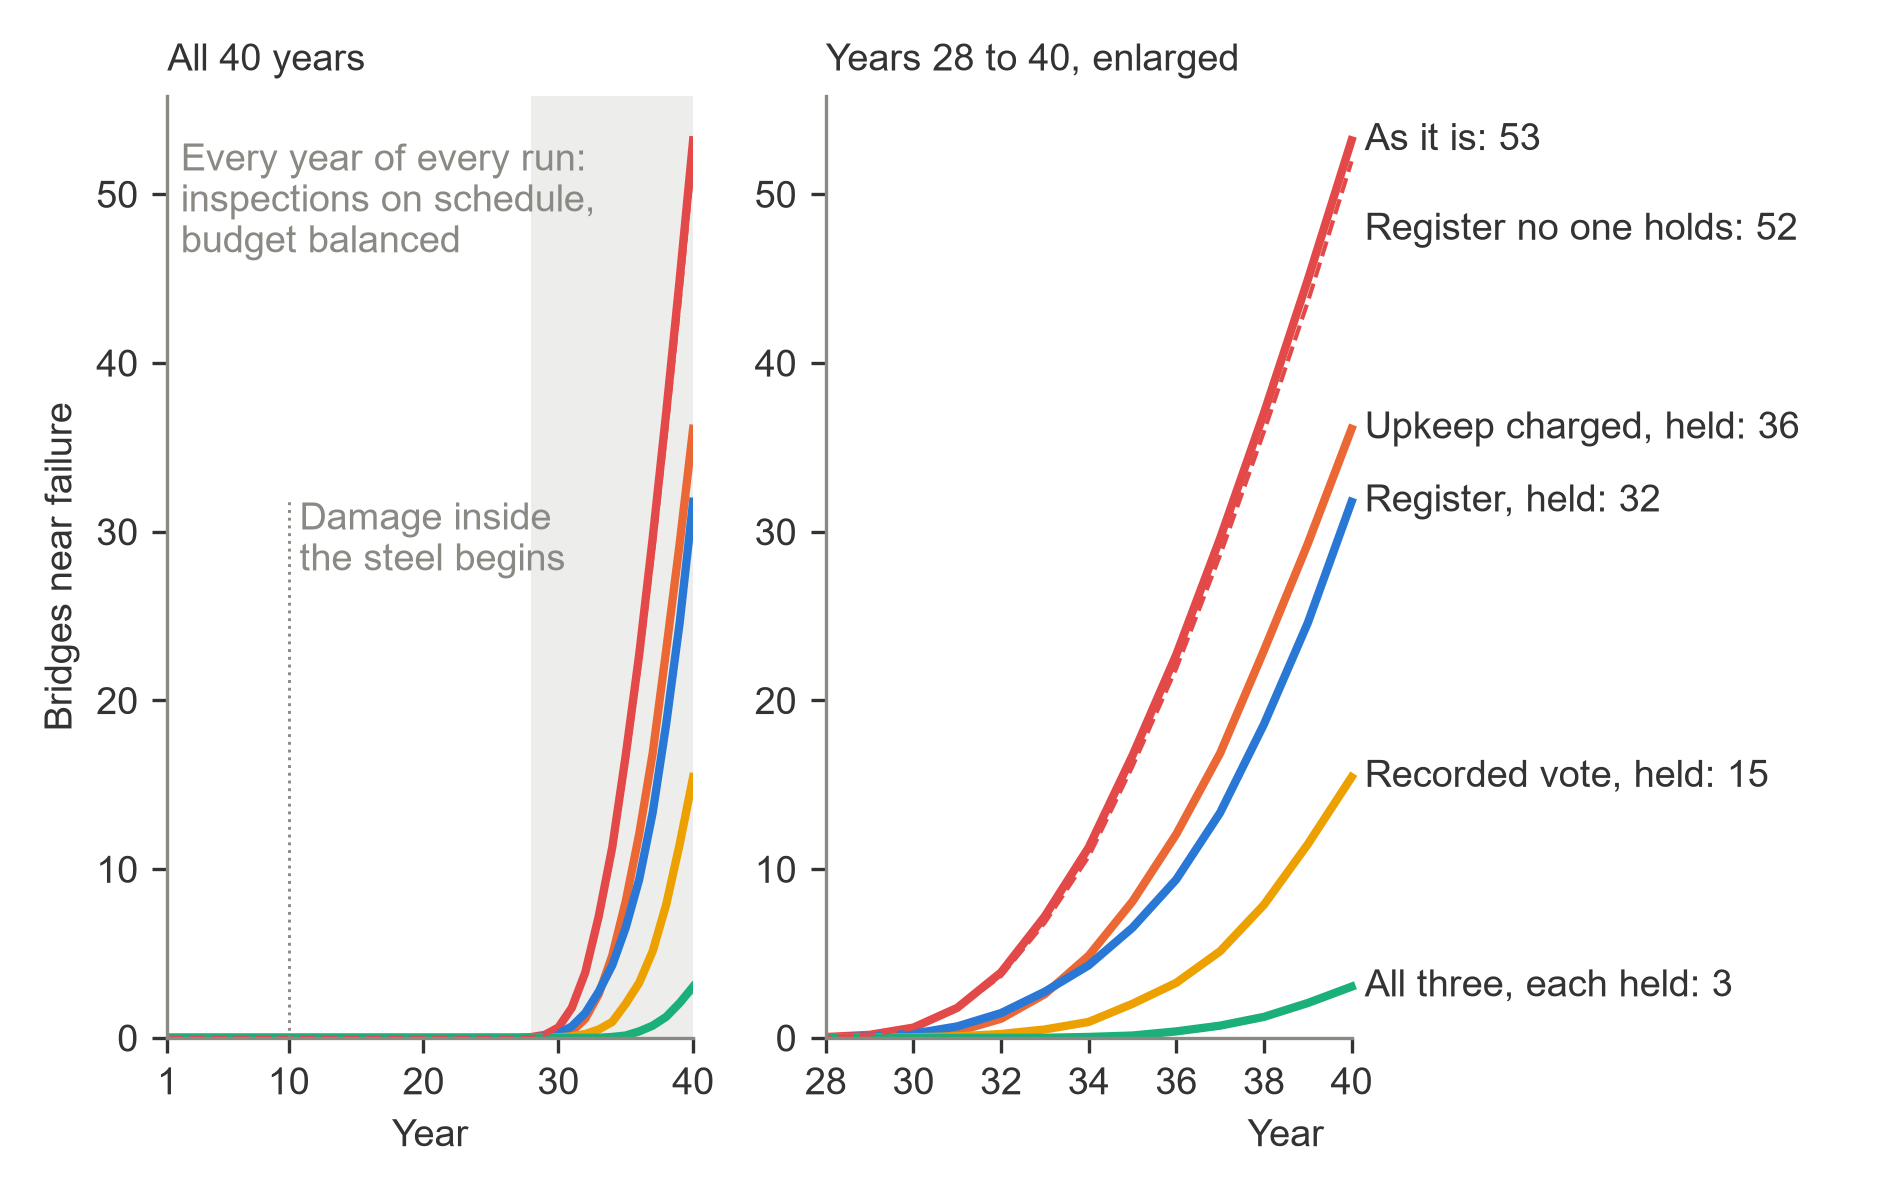 All 40 years
Every year of every run:
inspections on schedule,
budget balanced
Damage inside
the steel begins
Bridges near failure
50
40
30
20
10
0
1 10 20 30 40
Year
Years 28 to 40, enlarged
50
40
30
20
10
0
28 30 32 34 36 38 40
Year
As it is: 53
Register no one holds: 52
Upkeep charged, held: 36
Register, held: 32
Recorded vote, held: 15
All three, each held: 3